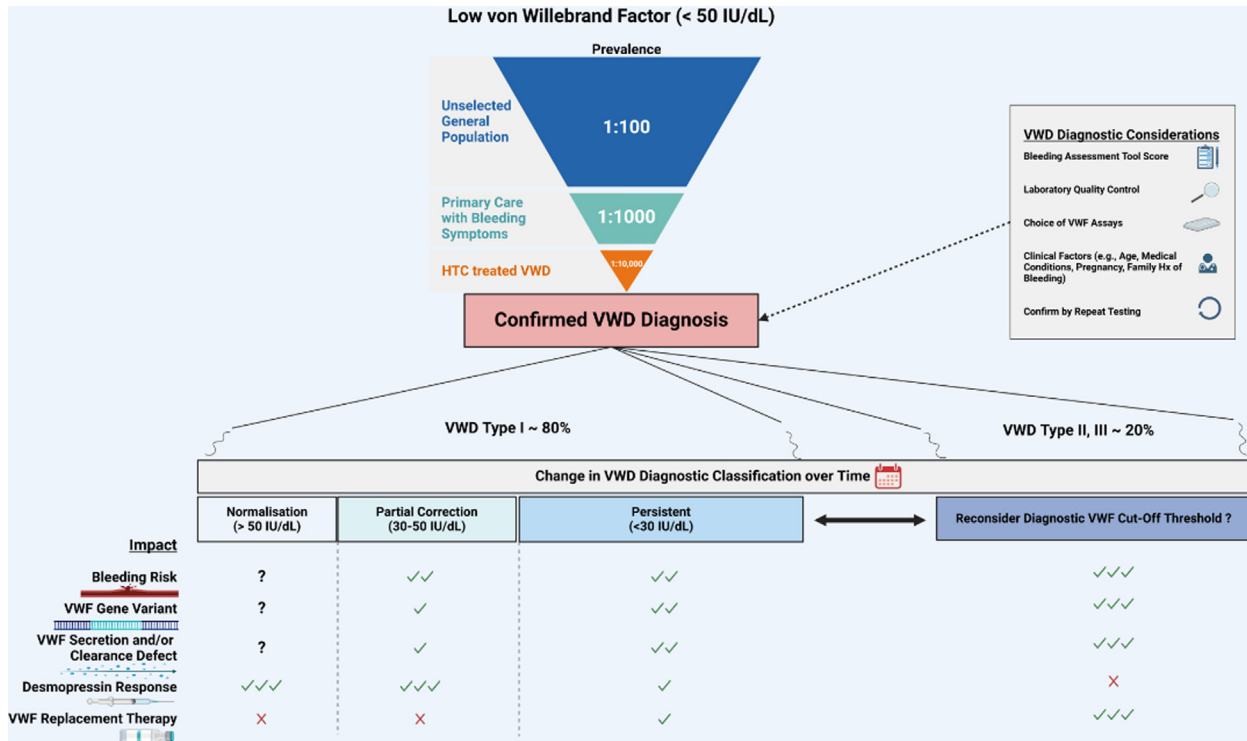 Low von Willebrand Factor (< 50 IU/dL)
Prevalence
Unselected
General
Population
1:100
Primary Care
with Bleeding
Symptoms
1:1000
HTC treated VWD
1:10,000
VWD Diagnostic Considerations
Bleeding Assessment Tool Score
Laboratory Quality Control
Choice of VWF Assays
Clinical Factors (e.g., Age, Medical
Conditions, Pregnancy, Family Hx of
Bleeding)
Confirm by Repeat Testing
Confirmed VWD Diagnosis
VWD Type I ~ 80%
VWD Type II, III ~ 20%
Change in VWD Diagnostic Classification over Time
Normalisation
(> 50 IU/dL)
Partial Correction
(30-50 IU/dL)
Persistent
(<30 IU/dL)
Reconsider Diagnostic VWF Cut-Off Threshold ?
Impact
Bleeding Risk
? ✓✓ ✓✓ ✓✓✓
VWF Gene Variant
? ✓ ✓✓ ✓✓✓
VWF Secretion and/or
Clearance Defect
? ✓ ✓✓ ✓✓✓
Desmopressin Response
✓✓✓ ✓✓✓ ✓ X
VWF Replacement Therapy
X X ✓ ✓✓✓